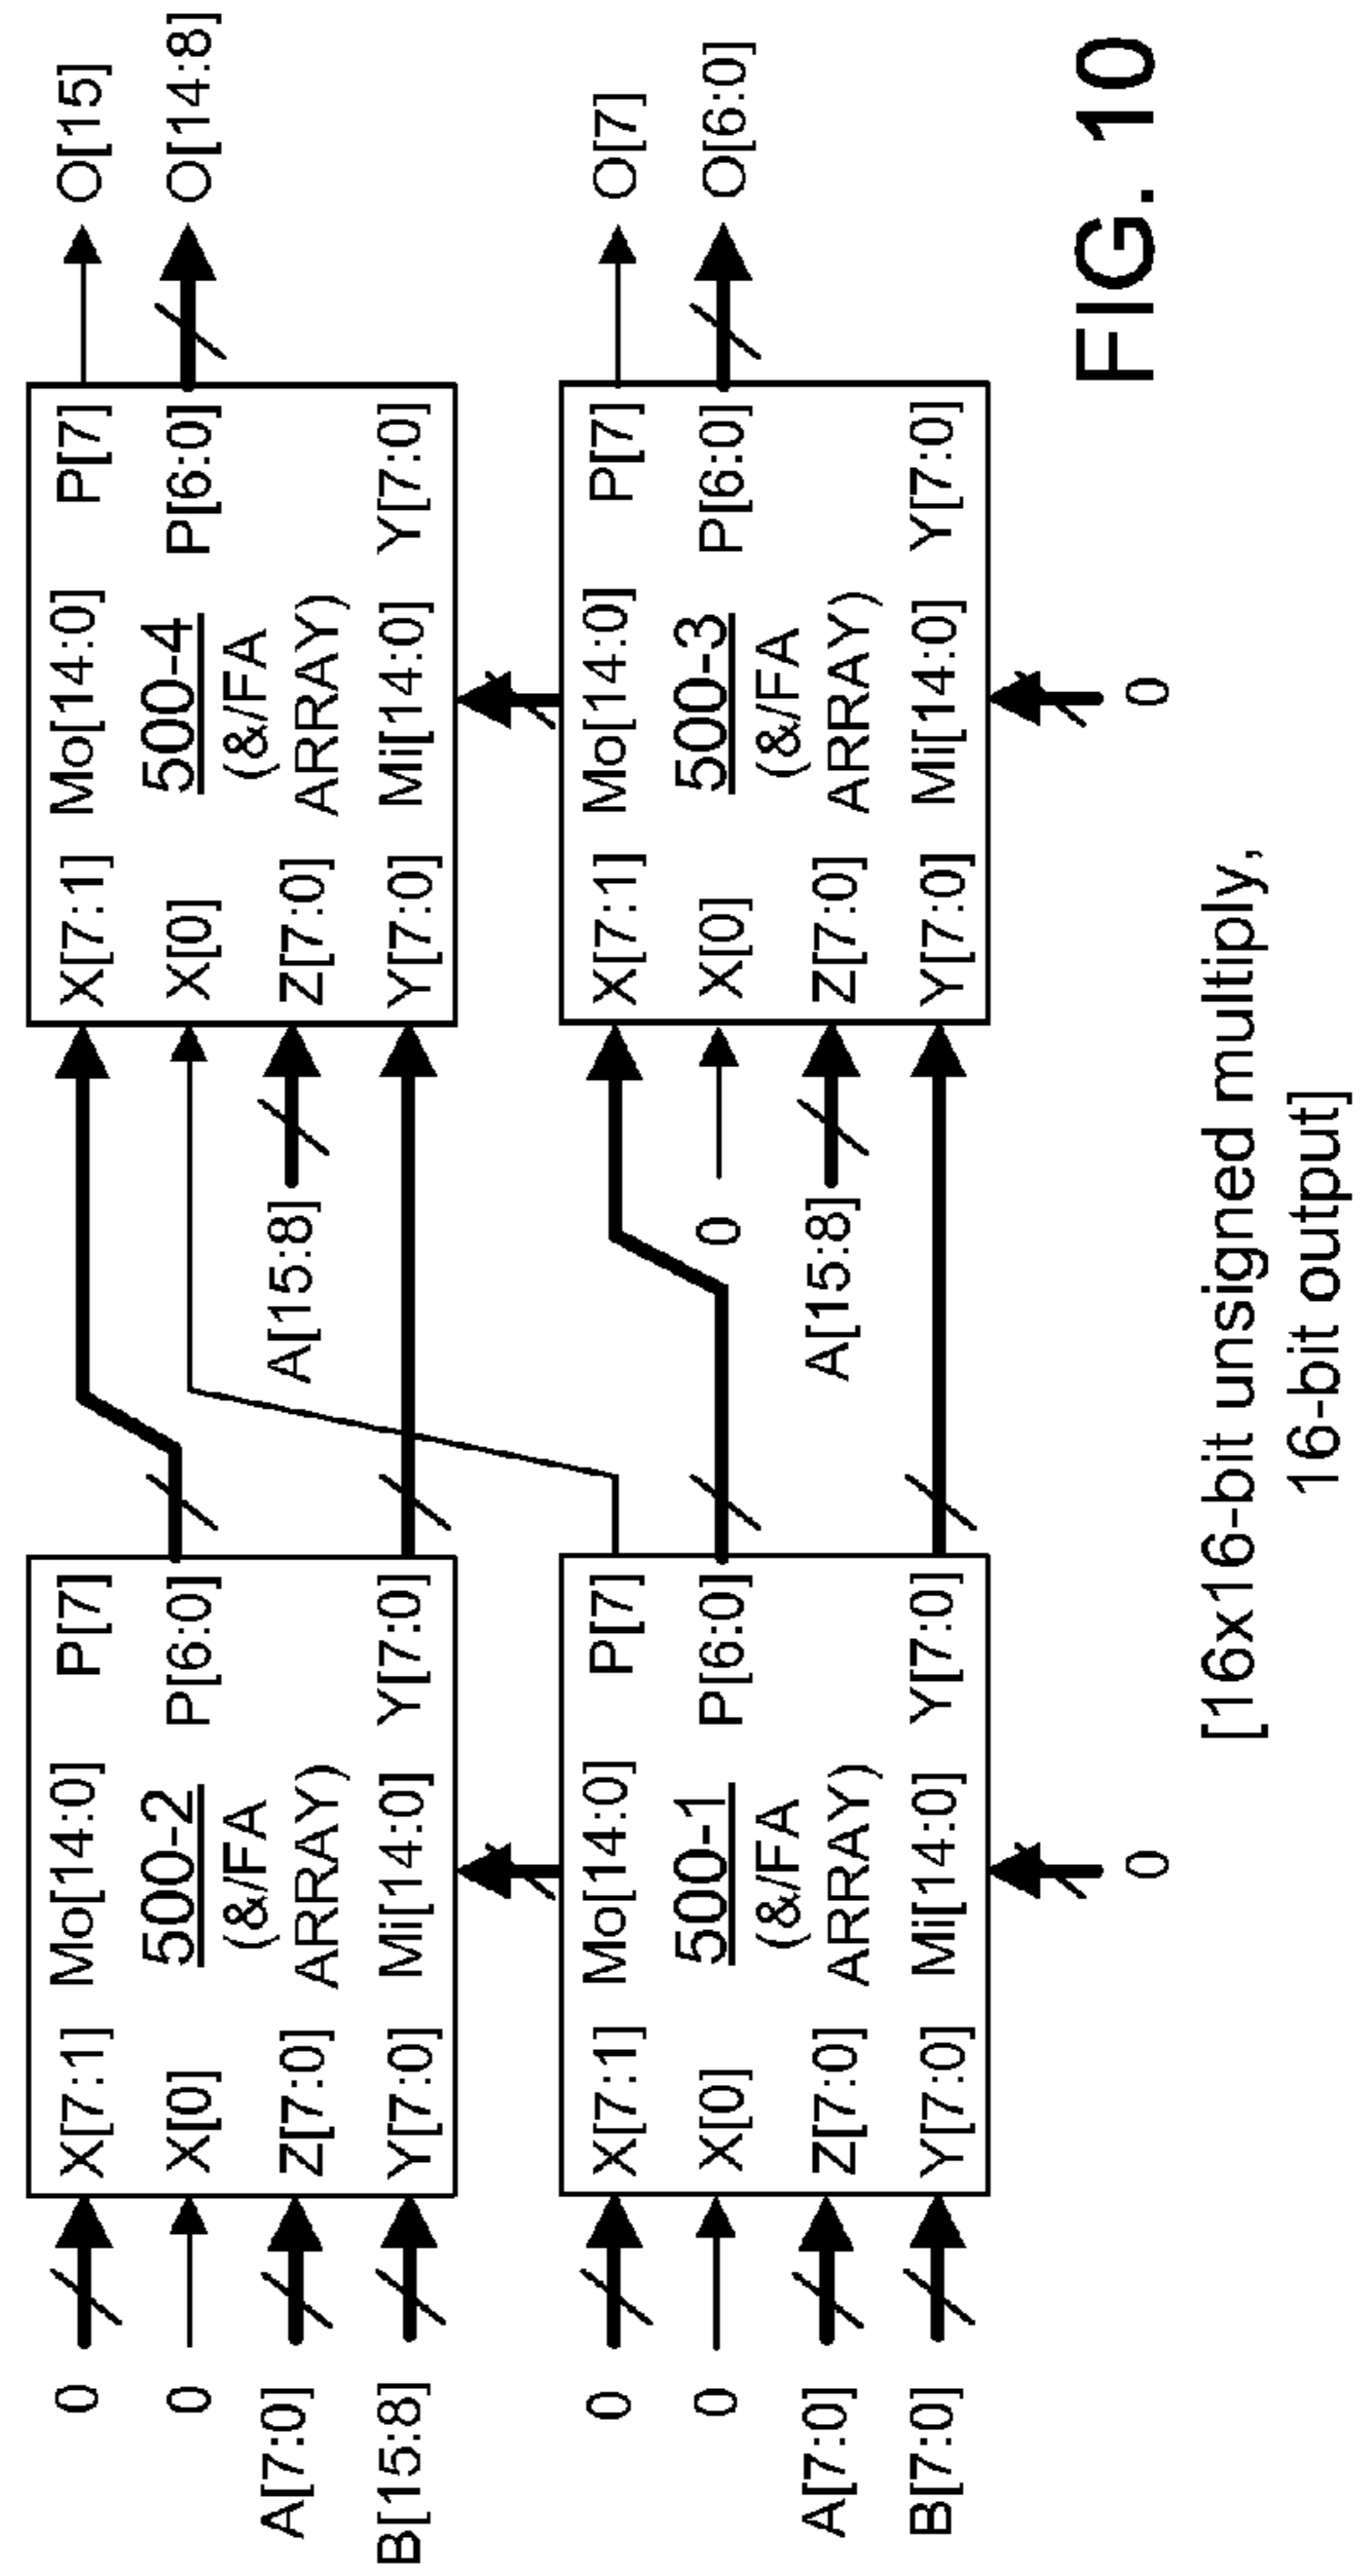 O[15]
O[14:8]
X[7:1] Mo[14:0] P[7]
X[0] 500-2 P[6:0]
(&/FA
Z[7:0] ARRAY)
Y[7:0] Mi[14:0] Y[7:0]
0
0
A[7:0]
B[15:8]
X[7:1] Mo[14:0] P[7]
X[0] 500-4 P[6:0]
(&/FA
Z[7:0] ARRAY)
Y[7:0] Mi[14:0] Y[7:0]
A[15:8]
X[7:1] Mo[14:0] P[7]
X[0] 500-1 P[6:0]
(&/FA
Z[7:0] ARRAY)
Y[7:0] Mi[14:0] Y[7:0]
0
0
A[7:0]
B[7:0]
0
X[7:1] Mo[14:0] P[7]
X[0] 500-3 P[6:0]
(&/FA
Z[7:0] ARRAY)
Y[7:0] Mi[14:0] Y[7:0]
0
A[15:8]
0
O[7]
O[6:0]
[16x16-bit unsigned multiply,
16-bit output]
FIG. 10